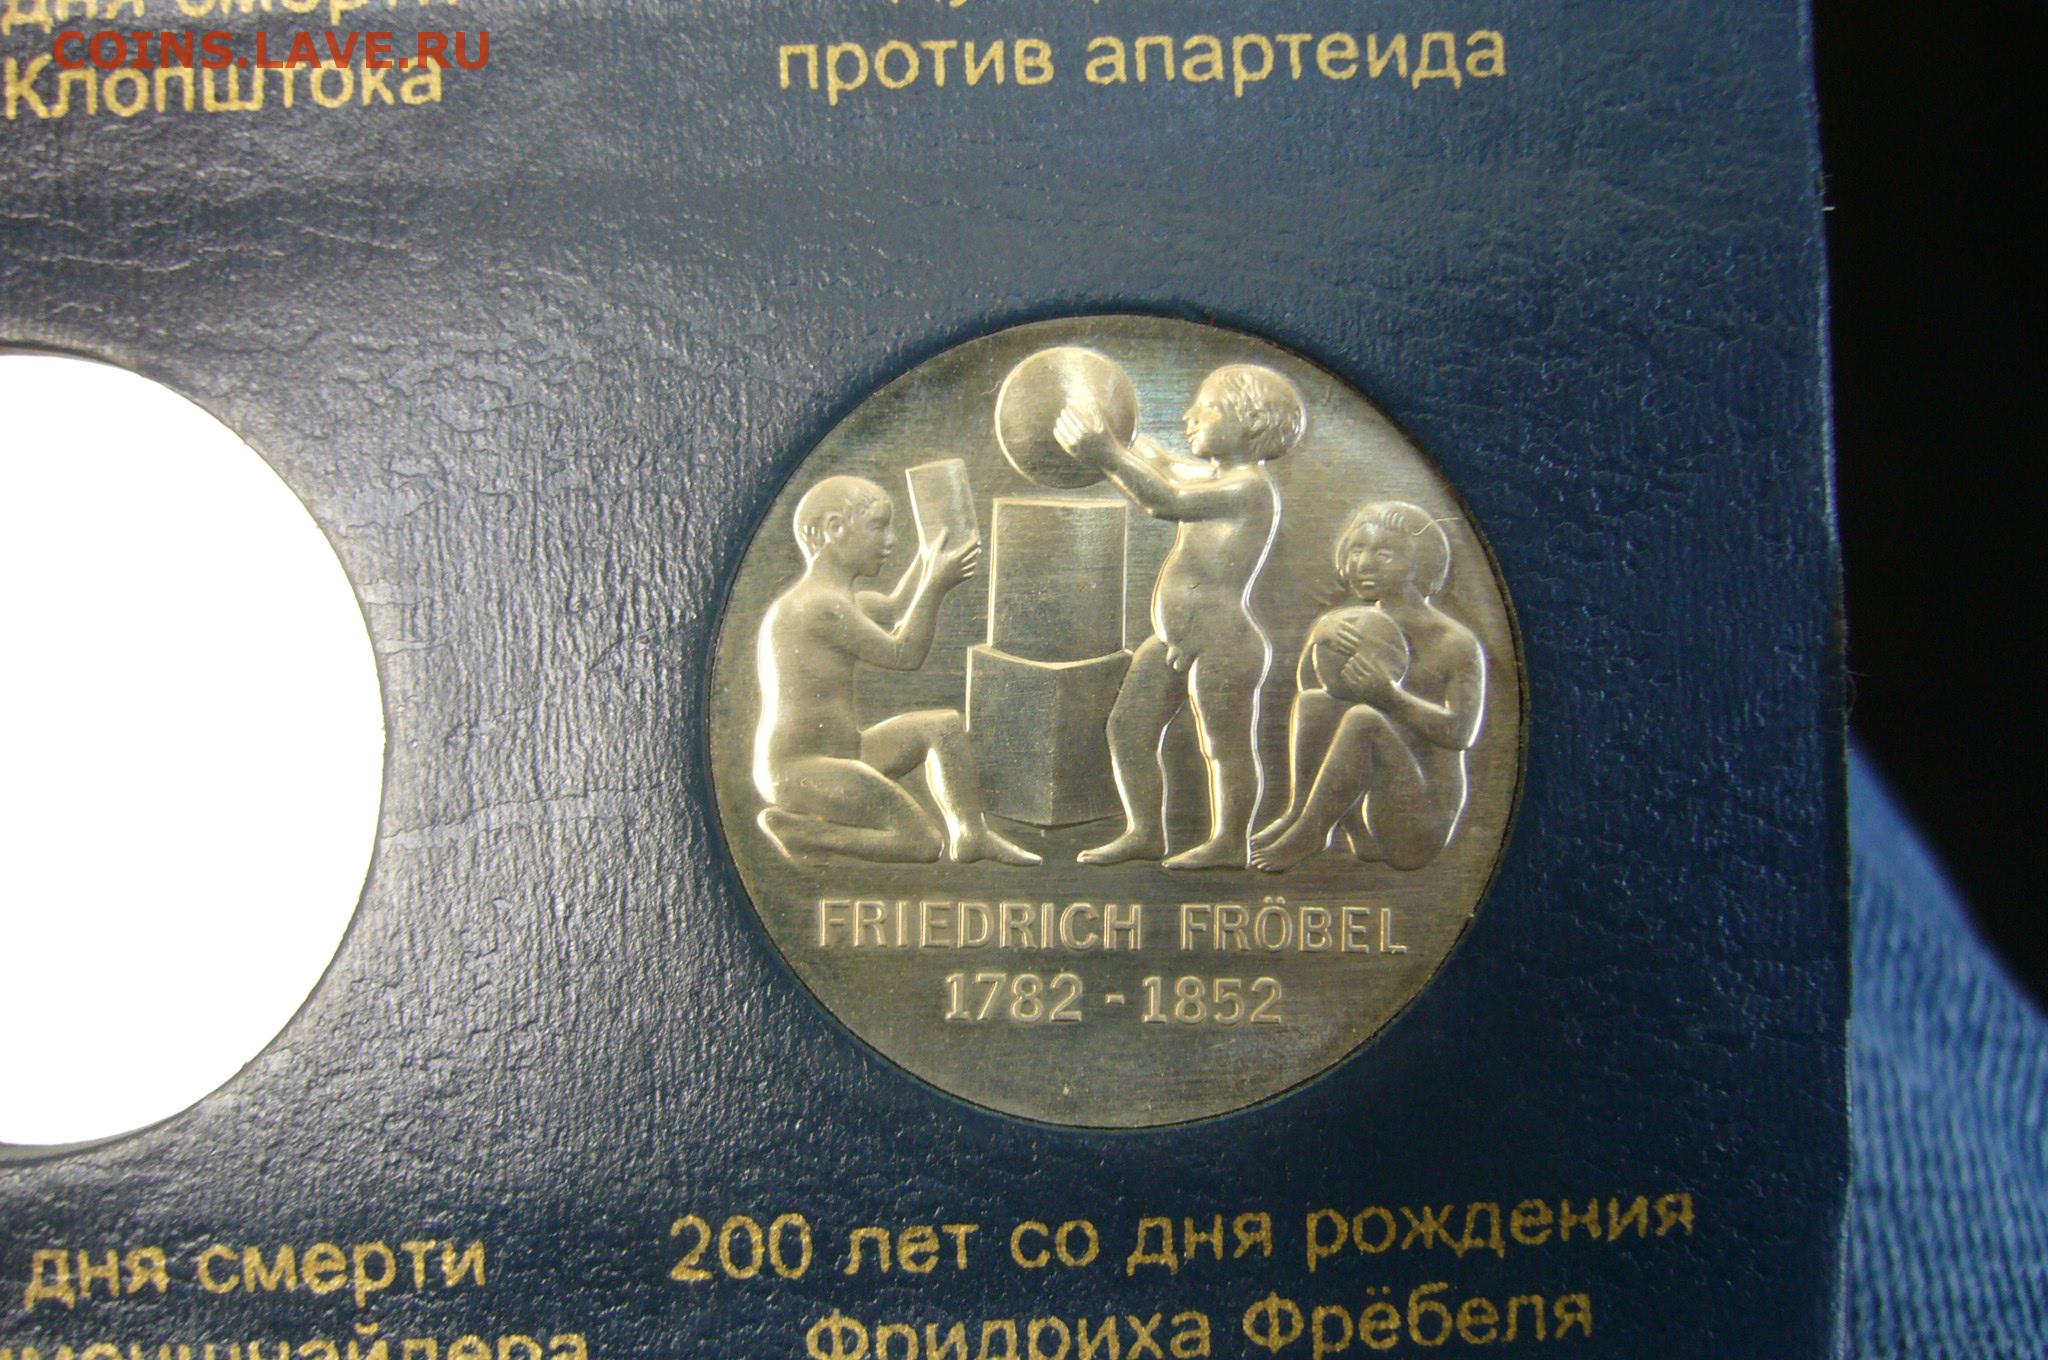 дня смерти
COINS.LAVE.RU
Клопштока
против апартеида
FRIEDRICH FRÖBEL
1782 - 1852
дня смерти
200 лет со дня рождения
Фридриха Фрёбеля